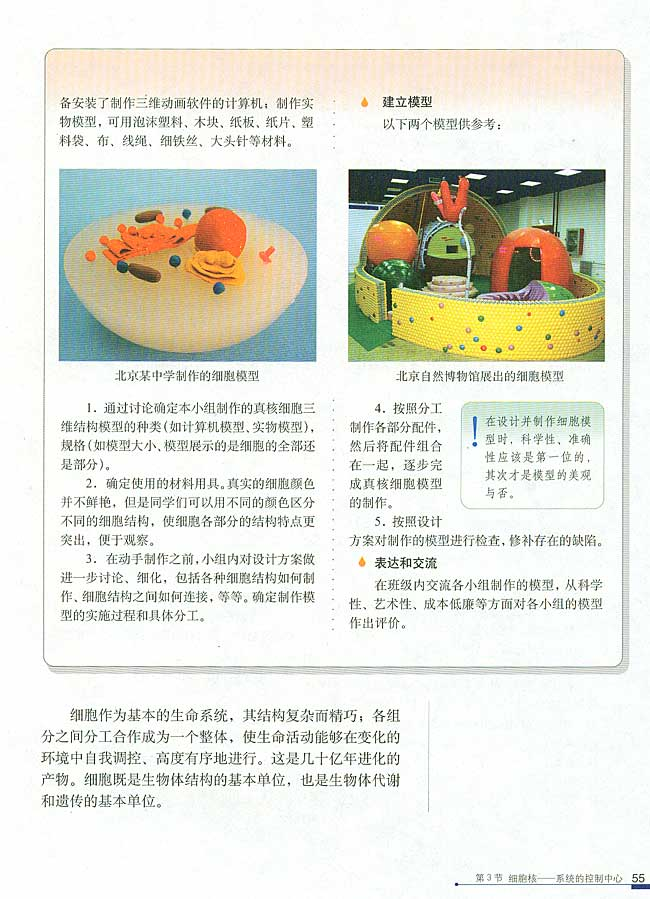 备安装了制作三维动画软件的计算机；制作实
物模型，可用泡沫塑料、木块、纸板、纸片、塑
料袋、布、线绳、细铁丝、大头针等材料。
北京某中学制作的细胞模型
1．通过讨论确定本小组制作的真核细胞三
维结构模型的种类（如计算机模型、实物模型），
规格（如模型大小、模型展示的是细胞的全部还
是部分）。
2．确定使用的材料用具。真实的细胞颜色
并不鲜艳，但是同学们可以用不同的颜色区分
不同的细胞结构，使细胞各部分的结构特点更
突出，便于观察。
3．在动手制作之前，小组内对设计方案做
进一步讨论、细化，包括各种细胞结构如何制
作、细胞结构之间如何连接，等等。确定制作模
型的实施过程和具体分工。
建立模型
以下两个模型供参考：
北京自然博物馆展出的细胞模型
4．按照分工
制作各部分配件，
然后将配件组合
在一起，逐步完
成真核细胞模型
的制作。
！在设计并制作细胞模
型时，科学性、准确
性应该是第一位的，
其次才是模型的美观
与否。
5．按照设计
方案对制作的模型进行检查，修补存在的缺陷。
表达和交流
在班级内交流各小组制作的模型，从科学
性、艺术性、成本低廉等方面对各小组的模型
作出评价。
细胞作为基本的生命系统，其结构复杂而精巧；各组
分之间分工合作成为一个整体，使生命活动能够在变化的
环境中自我调控、高度有序地进行。这是几十亿年进化的
产物。细胞既是生物体结构的基本单位，也是生物体代谢
和遗传的基本单位。
第3节 细胞核——系统的控制中心 55